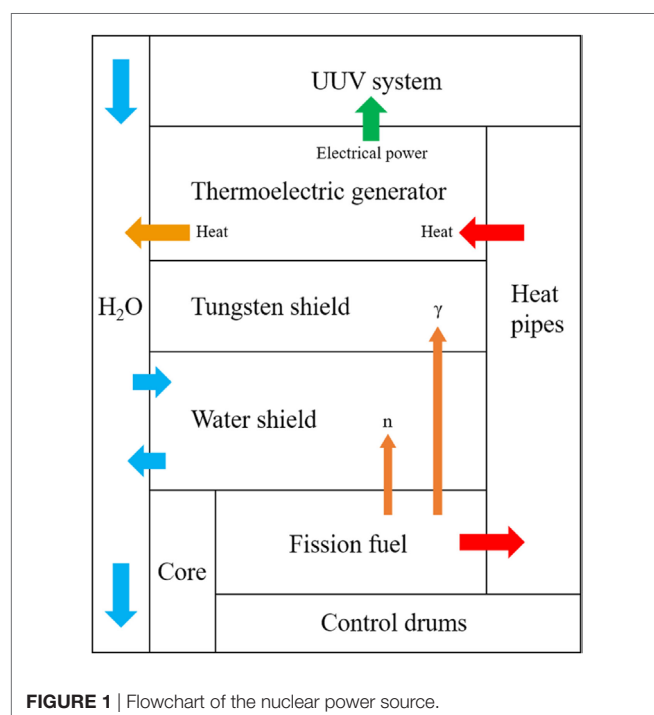 UUV system
Electrical power
Thermoelectric generator
Heat
Heat
H₂O
Tungsten shield
γ
Heat
pipes
Water shield
n
Fission fuel
Core
Control drums
FIGURE 1 | Flowchart of the nuclear power source.